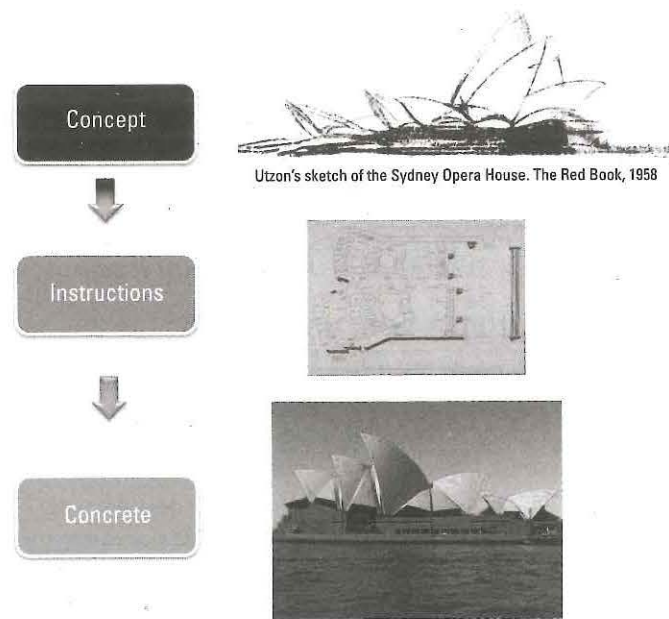 Concept
Utzon's sketch of the Sydney Opera House. The Red Book, 1958
Instructions
Concrete